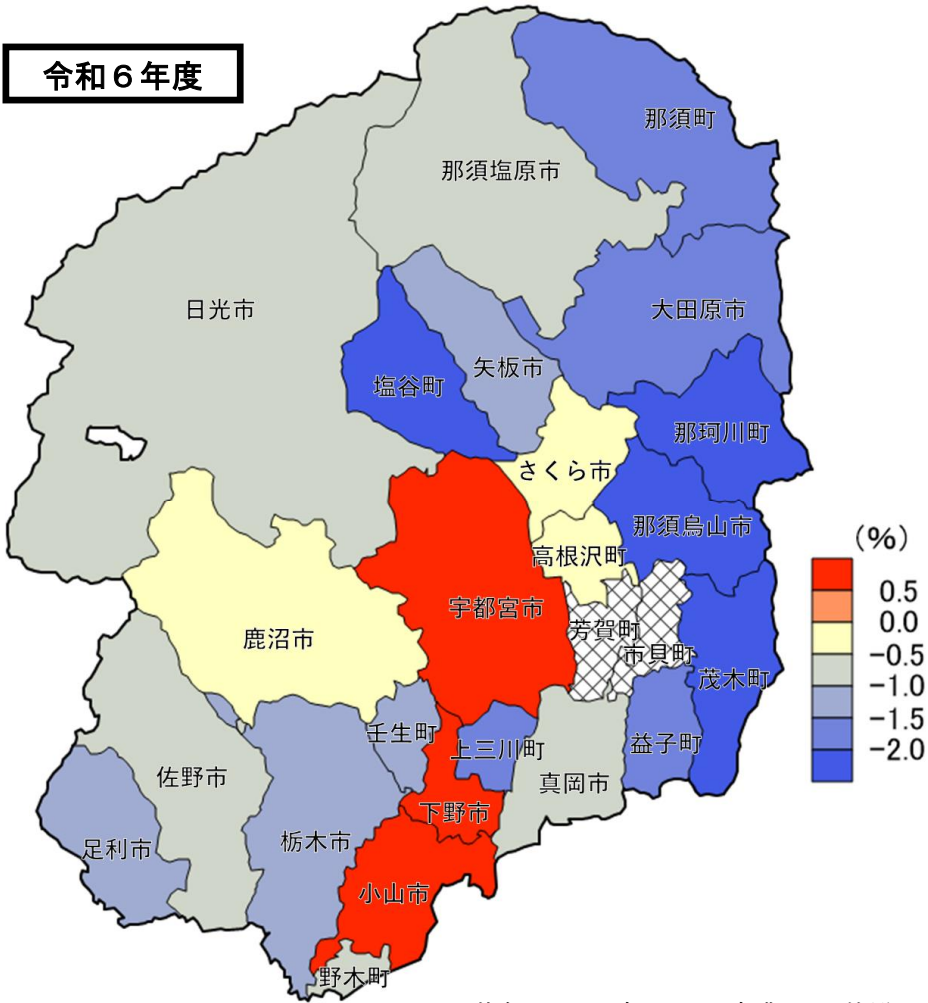 令和６年度
那須町
那須塩原市
日光市
大田原市
矢板市
塩谷町
那珂川町
さくら市
那須烏山市
高根沢町
宇都宮市
芳賀町
鹿沼市
市貝町
茂木町
壬生町
上三川町
益子町
佐野市
真岡市
下野市
足利市
栃木市
小山市
野木町
(%)
0.5
0.0
−0.5
−1.0
−1.5
−2.0